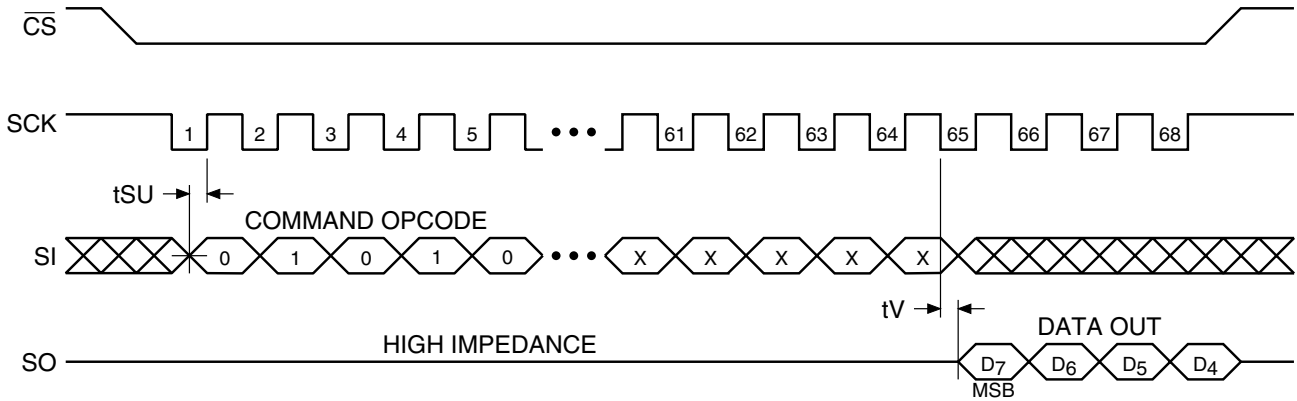 CS
SCK 1 2 3 4 5 ••• 61 62 63 64 65 66 67 68
tSU
COMMAND OPCODE
SI 0 1 0 1 0 ••• X X X X X
tV
HIGH IMPEDANCE
DATA OUT
SO D7 D6 D5 D4
MSB